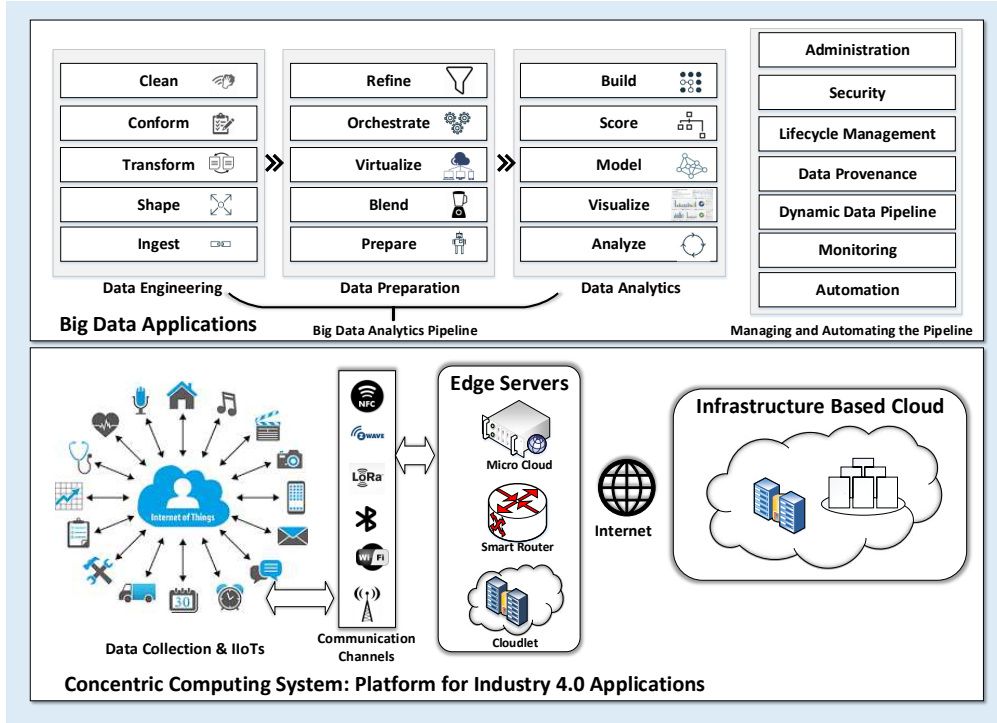 Clean
Conform
Transform
Shape
Ingest
Data Engineering
Refine
Orchestrate
Virtualize
Blend
Prepare
Data Preparation
Build
Score
Model
Visualize
Analyze
Data Analytics
Big Data Applications
Big Data Analytics Pipeline
Administration
Security
Lifecycle Management
Data Provenance
Dynamic Data Pipeline
Monitoring
Automation
Managing and Automating the Pipeline
Internet of Things
30
Data Collection & IIoTs
NFC
Z WAVE
LoRa
Wi Fi
Communication
Channels
Edge Servers
Micro Cloud
Smart Router
Cloudlet
Internet
Infrastructure Based Cloud
Concentric Computing System: Platform for Industry 4.0 Applications